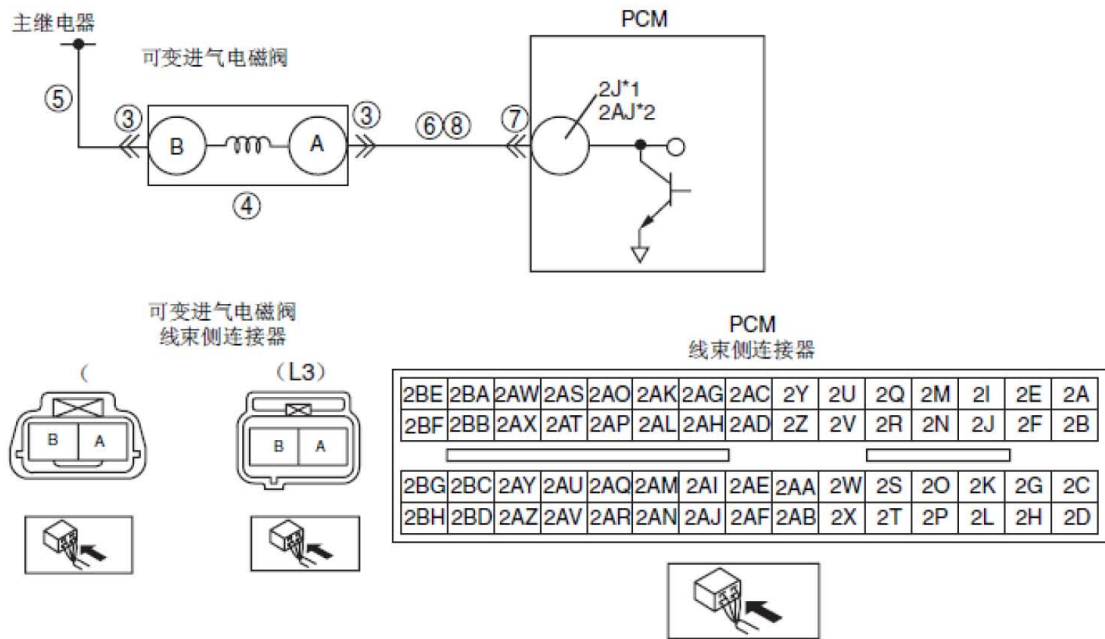 主继电器
可变进气电磁阀
PCM
⑤
③
③
⑥⑧
⑦
2J*1
2AJ*2
B
A
④
可变进气电磁阀
线束侧连接器
PCM
线束侧连接器
（
（L3）
B A
B A
2BE 2BA 2AW 2AS 2AO 2AK 2AG 2AC 2Y 2U 2Q 2M 2I 2E 2A
2BF 2BB 2AX 2AT 2AP 2AL 2AH 2AD 2Z 2V 2R 2N 2J 2F 2B
2BG 2BC 2AY 2AU 2AQ 2AM 2AI 2AE 2AA 2W 2S 2O 2K 2G 2C
2BH 2BD 2AZ 2AV 2AR 2AN 2AJ 2AF 2AB 2X 2T 2P 2L 2H 2D